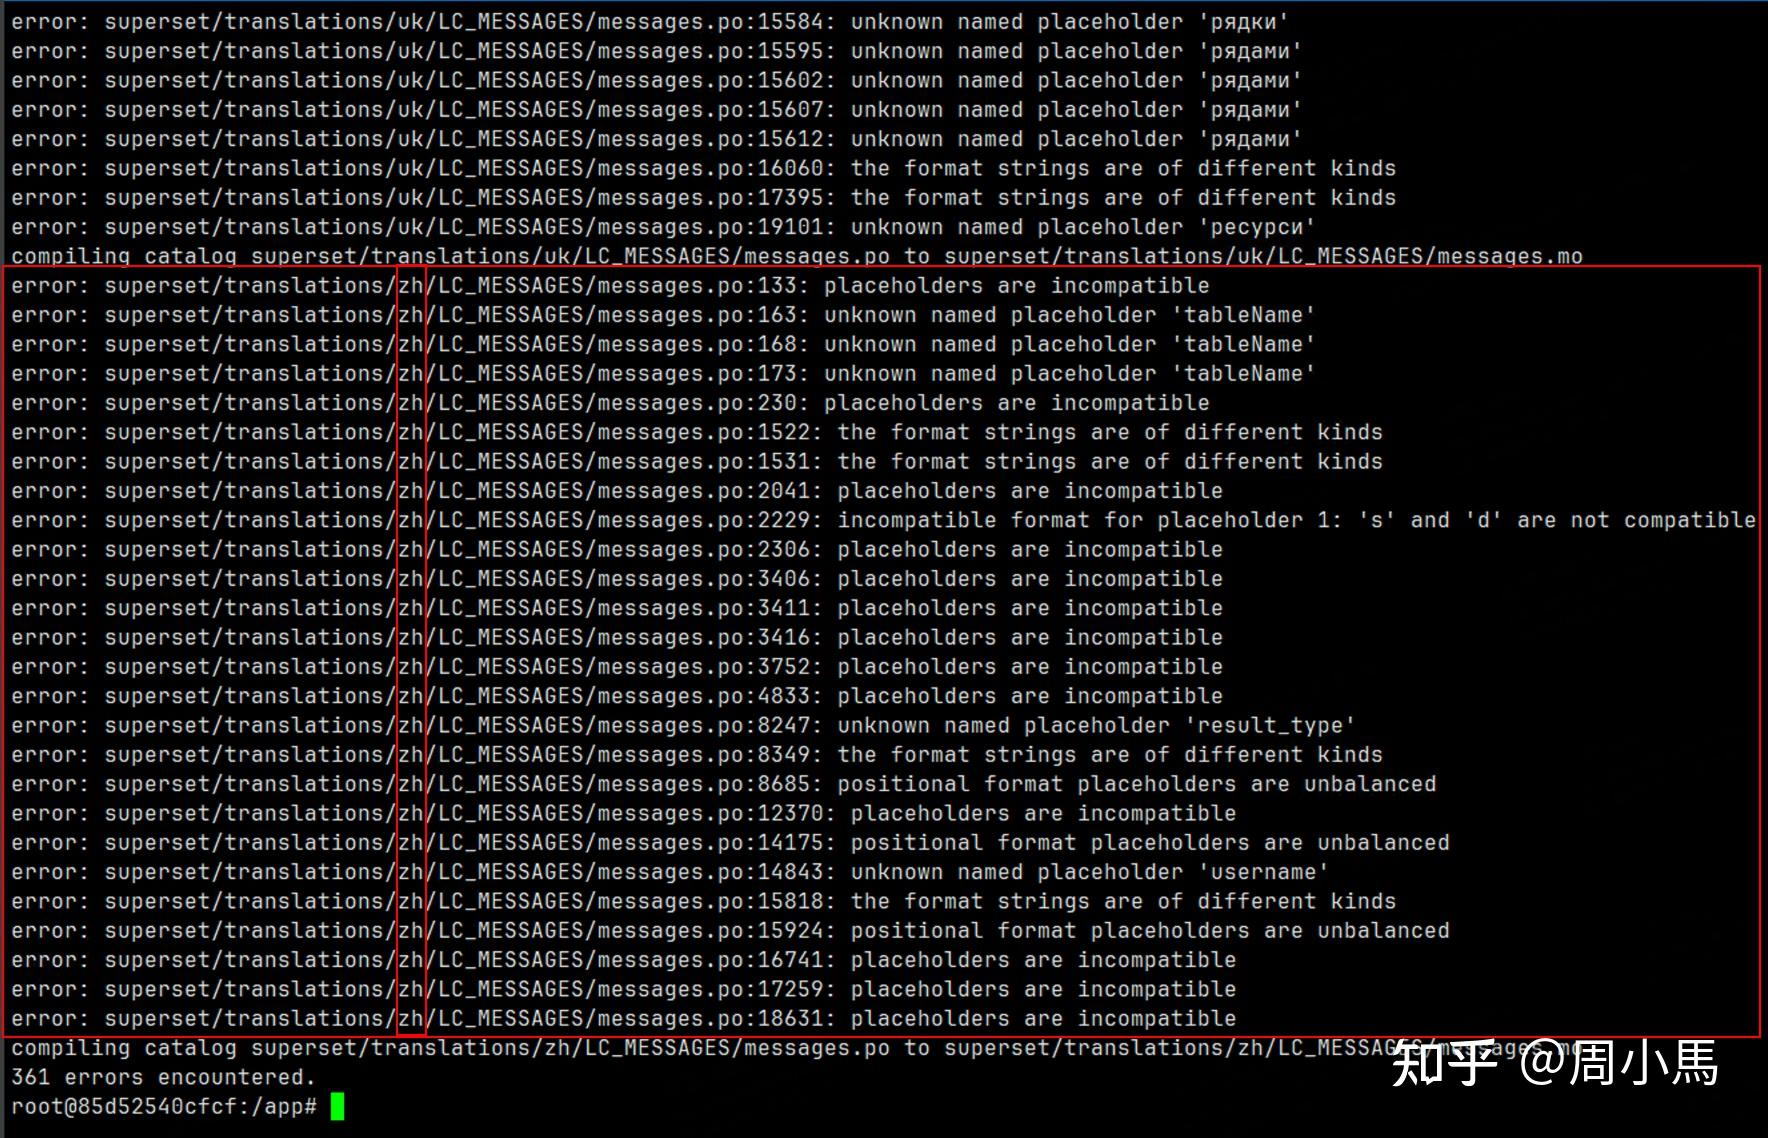 error: superset/translations/uk/LC_MESSAGES/messages.po:15584: unknown named placeholder 'рядки'
error: superset/translations/uk/LC_MESSAGES/messages.po:15595: unknown named placeholder 'рядами'
error: superset/translations/uk/LC_MESSAGES/messages.po:15602: unknown named placeholder 'рядами'
error: superset/translations/uk/LC_MESSAGES/messages.po:15607: unknown named placeholder 'рядами'
error: superset/translations/uk/LC_MESSAGES/messages.po:15612: unknown named placeholder 'рядами'
error: superset/translations/uk/LC_MESSAGES/messages.po:16060: the format strings are of different kinds
error: superset/translations/uk/LC_MESSAGES/messages.po:17395: the format strings are of different kinds
error: superset/translations/uk/LC_MESSAGES/messages.po:19101: unknown named placeholder 'ресурси'
compiling catalog superset/translations/uk/LC_MESSAGES/messages.po to superset/translations/uk/LC_MESSAGES/messages.mo
error: superset/translations/zh/LC_MESSAGES/messages.po:133: placeholders are incompatible
error: superset/translations/zh/LC_MESSAGES/messages.po:163: unknown named placeholder 'tableName'
error: superset/translations/zh/LC_MESSAGES/messages.po:168: unknown named placeholder 'tableName'
error: superset/translations/zh/LC_MESSAGES/messages.po:173: unknown named placeholder 'tableName'
error: superset/translations/zh/LC_MESSAGES/messages.po:230: placeholders are incompatible
error: superset/translations/zh/LC_MESSAGES/messages.po:1522: the format strings are of different kinds
error: superset/translations/zh/LC_MESSAGES/messages.po:1531: the format strings are of different kinds
error: superset/translations/zh/LC_MESSAGES/messages.po:2041: placeholders are incompatible
error: superset/translations/zh/LC_MESSAGES/messages.po:2229: incompatible format for placeholder 1: 's' and 'd' are not compatible
error: superset/translations/zh/LC_MESSAGES/messages.po:2306: placeholders are incompatible
error: superset/translations/zh/LC_MESSAGES/messages.po:3406: placeholders are incompatible
error: superset/translations/zh/LC_MESSAGES/messages.po:3411: placeholders are incompatible
error: superset/translations/zh/LC_MESSAGES/messages.po:3416: placeholders are incompatible
error: superset/translations/zh/LC_MESSAGES/messages.po:3752: placeholders are incompatible
error: superset/translations/zh/LC_MESSAGES/messages.po:4833: placeholders are incompatible
error: superset/translations/zh/LC_MESSAGES/messages.po:8247: unknown named placeholder 'result_type'
error: superset/translations/zh/LC_MESSAGES/messages.po:8349: the format strings are of different kinds
error: superset/translations/zh/LC_MESSAGES/messages.po:8685: positional format placeholders are unbalanced
error: superset/translations/zh/LC_MESSAGES/messages.po:12370: placeholders are incompatible
error: superset/translations/zh/LC_MESSAGES/messages.po:14175: positional format placeholders are unbalanced
error: superset/translations/zh/LC_MESSAGES/messages.po:14843: unknown named placeholder 'username'
error: superset/translations/zh/LC_MESSAGES/messages.po:15818: the format strings are of different kinds
error: superset/translations/zh/LC_MESSAGES/messages.po:15924: positional format placeholders are unbalanced
error: superset/translations/zh/LC_MESSAGES/messages.po:16741: placeholders are incompatible
error: superset/translations/zh/LC_MESSAGES/messages.po:17259: placeholders are incompatible
error: superset/translations/zh/LC_MESSAGES/messages.po:18631: placeholders are incompatible
compiling catalog superset/translations/zh/LC_MESSAGES/messages.po to superset/translations/zh/LC_MESSAGES/messages.mo
361 errors encountered.
root@85d52540cfcf:/app#
知乎 @周小馬